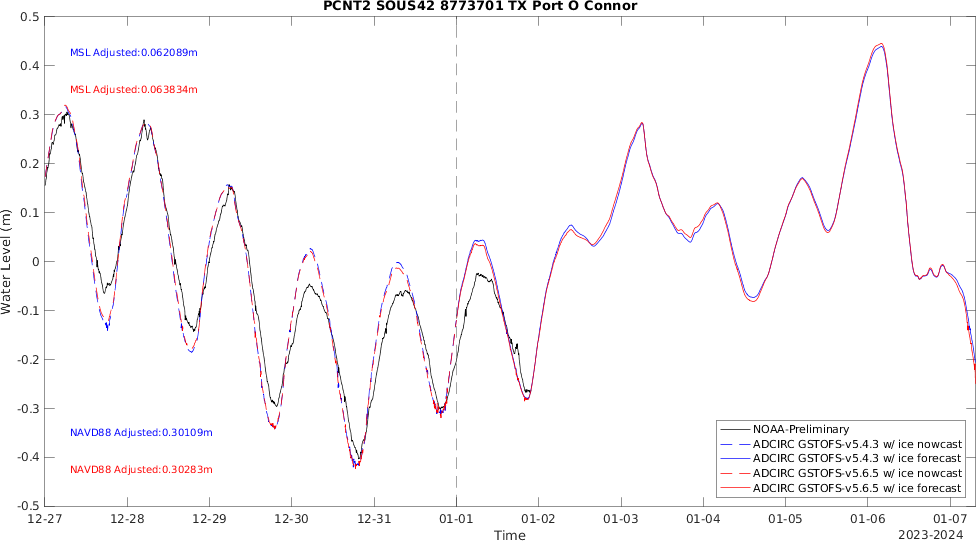 PCNT2 SOUS42 8773701 TX Port O Connor
0.5
0.4
0.3
0.2
0.1
0
-0.1
-0.2
-0.3
-0.4
-0.5
Water Level (m)
MSL Adjusted:0.062089m
MSL Adjusted:0.063834m
NAVD88 Adjusted:0.30109m
NAVD88 Adjusted:0.30283m
NOAA-Preliminary
ADCIRC GSTOFS-v5.4.3 w/ ice nowcast
ADCIRC GSTOFS-v5.4.3 w/ ice forecast
ADCIRC GSTOFS-v5.6.5 w/ ice nowcast
ADCIRC GSTOFS-v5.6.5 w/ ice forecast
12-27 12-28 12-29 12-30 12-31 01-01 01-02 01-03 01-04 01-05 01-06 01-07
2023-2024
Time